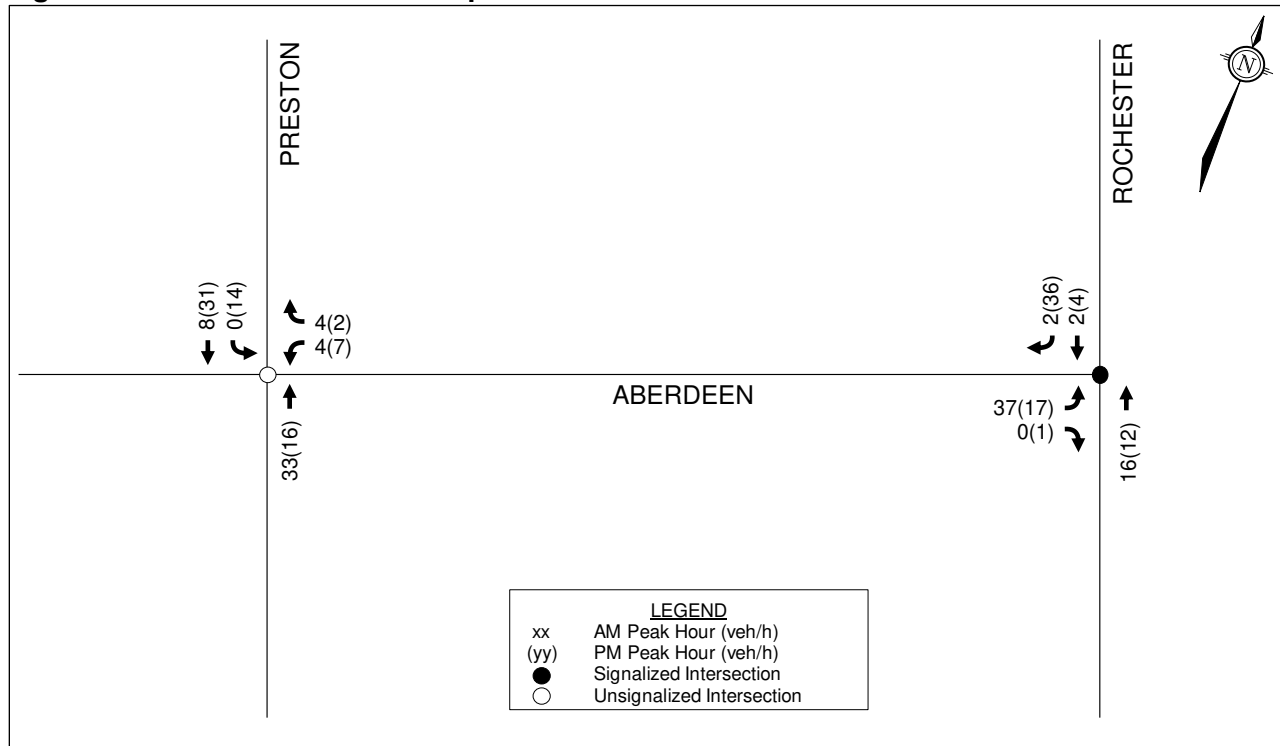 PRESTON
ROCHESTER
N
8(31)
0(14)
4(2)
4(7)
33(16)
ABERDEEN
2(36)
2(4)
37(17)
0(1)
16(12)
LEGEND
xx AM Peak Hour (veh/h)
(yy) PM Peak Hour (veh/h)
Signalized Intersection
Unsignalized Intersection